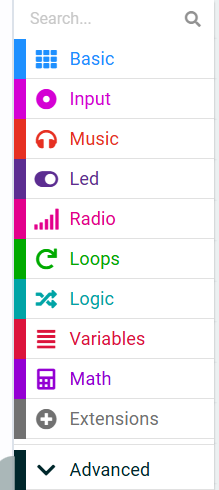 Search...
Basic
Input
Music
Led
Radio
Loops
Logic
Variables
Math
Extensions
Advanced